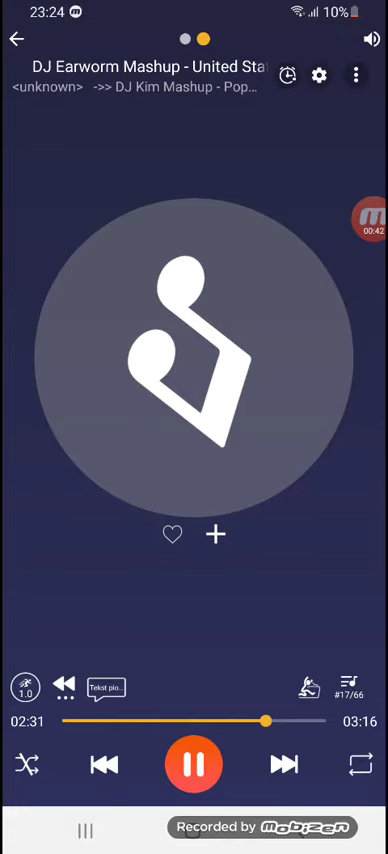 23:24 10%
DJ Earworm Mashup - United Sta
<unknown> ->> DJ Kim Mashup - Pop...
00:42
1.0
Tekst pio..
#17/66
02:31 03:16
Recorded by mobizen